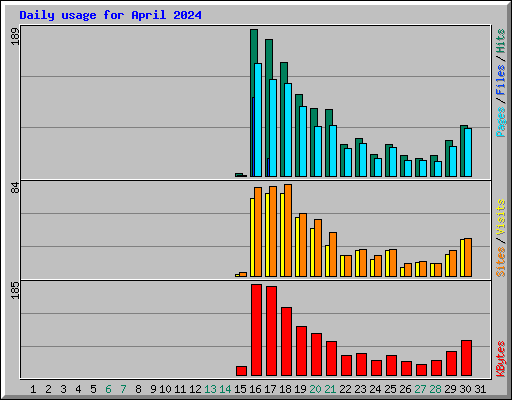 Daily usage for April 2024
189
Pages / Files / Hits
84
Sites / Visits
185
KBytes
1 2 3 4 5 6 7 8 9 10 11 12 13 14 15 16 17 18 19 20 21 22 23 24 25 26 27 28 29 30 31